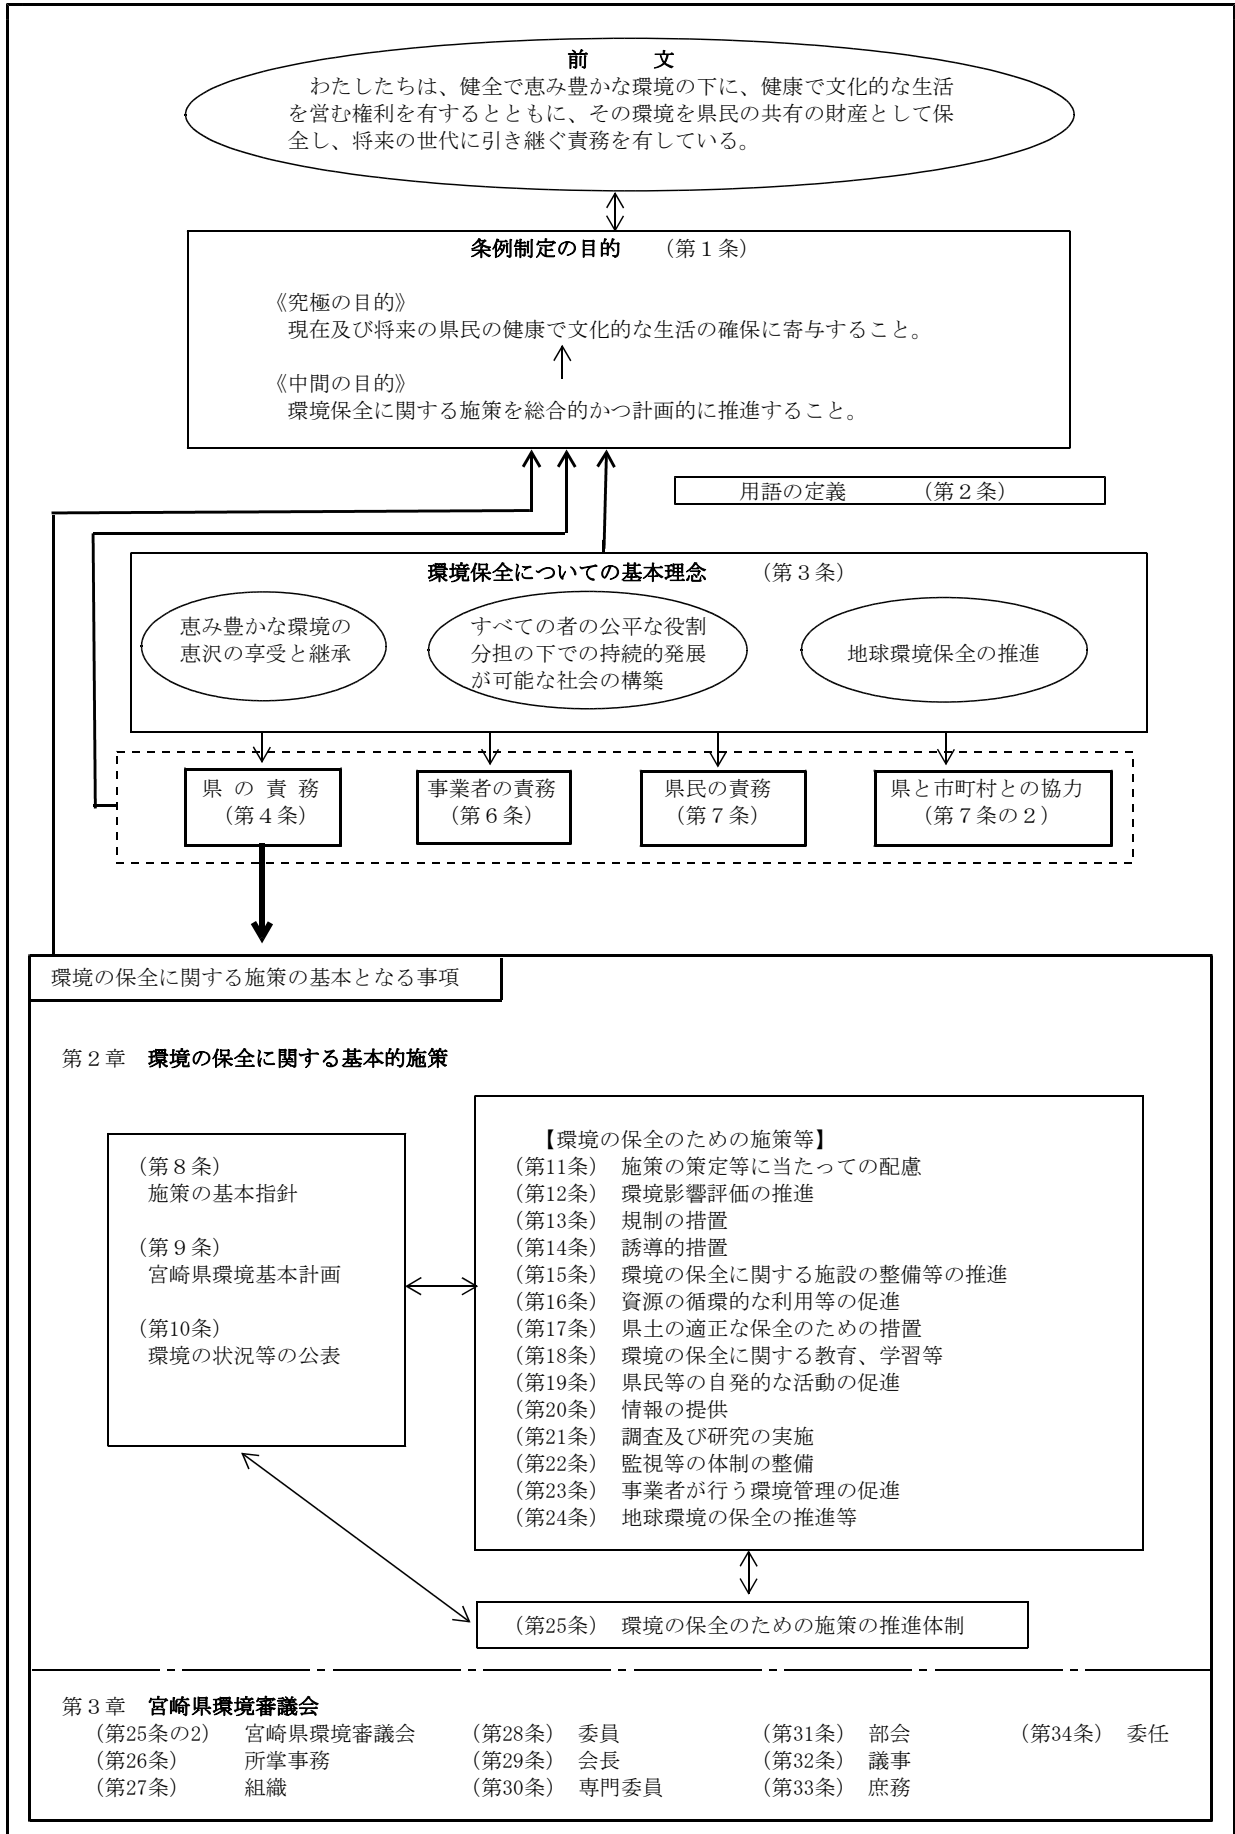 前　　文
わたしたちは、健全で恵み豊かな環境の下に、健康で文化的な生活
を営む権利を有するとともに、その環境を県民の共有の財産として保
全し、将来の世代に引き継ぐ責務を有している。
条例制定の目的　（第１条）
《究極の目的》
現在及び将来の県民の健康で文化的な生活の確保に寄与すること。
《中間の目的》
環境保全に関する施策を総合的かつ計画的に推進すること。
用語の定義　（第２条）
環境保全についての基本理念　（第３条）
恵み豊かな環境の
恵沢の享受と継承
すべての者の公平な役割
分担の下での持続的発展
が可能な社会の構築
地球環境保全の推進
県の責務
（第４条）
事業者の責務
（第６条）
県民の責務
（第７条）
県と市町村との協力
（第７条の２）
環境の保全に関する施策の基本となる事項
第２章　環境の保全に関する基本的施策
（第８条）
施策の基本指針
（第９条）
宮崎県環境基本計画
（第10条）
環境の状況等の公表
【環境の保全のための施策等】
（第11条）　施策の策定等に当たっての配慮
（第12条）　環境影響評価の推進
（第13条）　規制の措置
（第14条）　誘導的措置
（第15条）　環境の保全に関する施設の整備等の推進
（第16条）　資源の循環的な利用等の促進
（第17条）　県土の適正な保全のための措置
（第18条）　環境の保全に関する教育、学習等
（第19条）　県民等の自発的な活動の促進
（第20条）　情報の提供
（第21条）　調査及び研究の実施
（第22条）　監視等の体制の整備
（第23条）　事業者が行う環境管理の促進
（第24条）　地球環境の保全の推進等
（第25条）　環境の保全のための施策の推進体制
第３章　宮崎県環境審議会
（第25条の2）　宮崎県環境審議会　（第28条）　委員　（第31条）　部会　（第34条）　委任
（第26条）　所掌事務　（第29条）　会長　（第32条）　議事
（第27条）　組織　（第30条）　専門委員　（第33条）　庶務